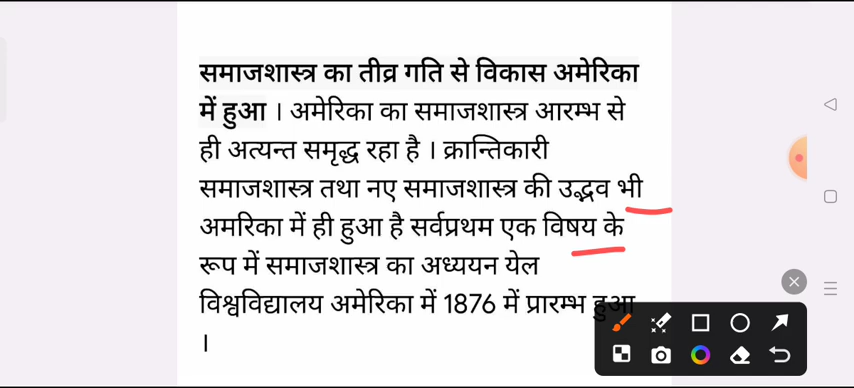 समाजशास्त्र का तीव्र गति से विकास अमेरिका
में हुआ । अमेरिका का समाजशास्त्र आरम्भ से
ही अत्यन्त समृद्ध रहा है । क्रान्तिकारी
समाजशास्त्र तथा नए समाजशास्त्र की उद्भव भी
अमरिका में ही हुआ है सर्वप्रथम एक विषय के
रूप में समाजशास्त्र का अध्ययन येल
विश्वविद्यालय अमेरिका में 1876 में प्रारम्भ हुआ
।